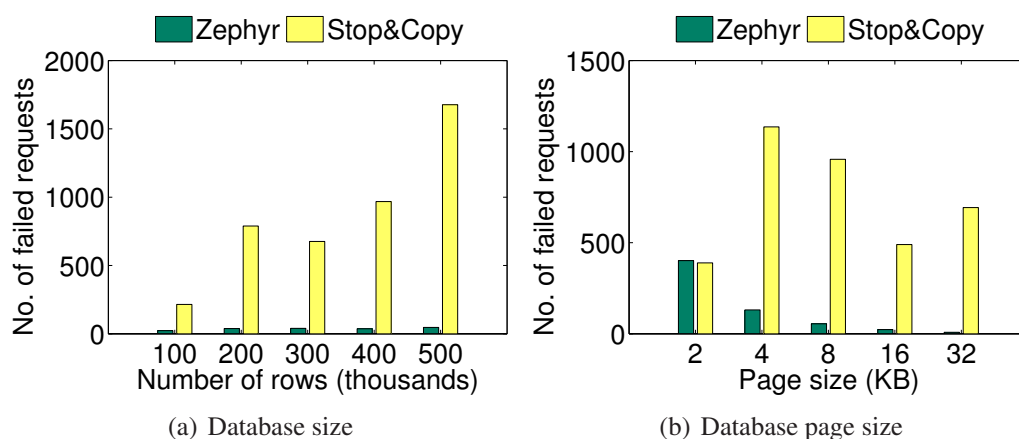 Zephyr Stop&Copy
2000
1500
1000
500
0
No. of failed requests
100 200 300 400 500
Number of rows (thousands)
(a) Database size
Zephyr Stop&Copy
1500
1000
500
0
No. of failed requests
2 4 8 16 32
Page size (KB)
(b) Database page size